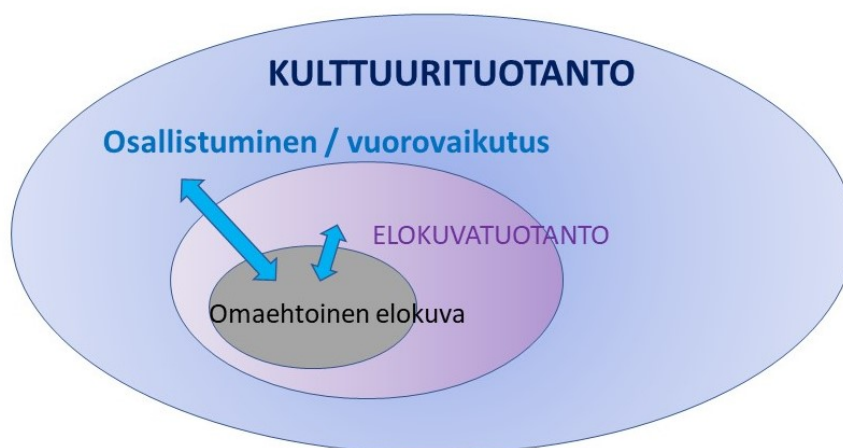 KULTTUURITUOTANTO
Osallistuminen / vuorovaikutus
ELOKUVATUOTANTO
Omaehtoinen elokuva